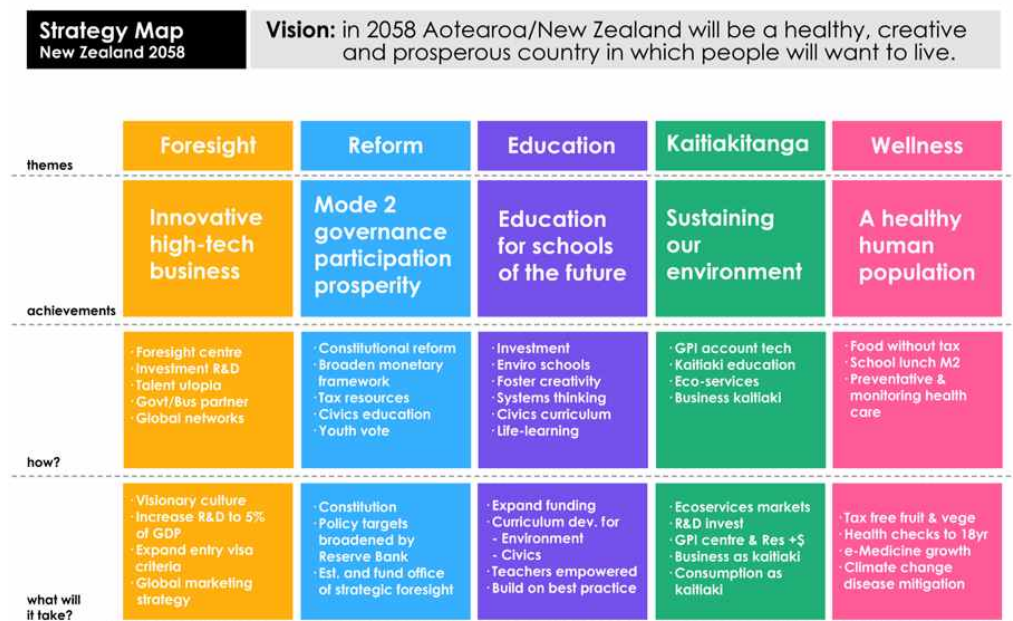 Strategy Map
New Zealand 2058
Vision: in 2058 Aotearoa/New Zealand will be a healthy, creative
and prosperous country in which people will want to live.
themes
Foresight
Reform
Education
Kaitiakitanga
Wellness
achievements
Innovative
high-tech
business
Mode 2
governance
participation
prosperity
Education
for schools
of the future
Sustaining
our
environment
A healthy
human
population
how?
· Foresight centre
· Investment R&D
· Talent utopia
· Govt/Bus partner
· Global networks
· Constitutional reform
· Broaden monetary
framework
· Tax resources
· Civics education
· Youth vote
· Investment
· Enviro schools
· Foster creativity
· Systems thinking
· Civics curriculum
· Life-learning
· GPI account tech
· Kaitiaki education
· Eco-services
· Business kaitiaki
· Food without tax
· School lunch M2
· Preventative &
monitoring health
care
what will
it take?
· Visionary culture
· Increase R&D to 5%
of GDP
· Expand entry visa
criteria
· Global marketing
strategy
· Constitution
· Policy targets
broadened by
Reserve Bank
· Est, and fund office
of strategic foresight
· Expand funding
· Curriculum dev. for
- Environment
- Civics
· Teachers empowered
· Build on best practice
· Ecoservices markets
· R&D invest
· GPI centre & Res +$
· Business as kaitiaki
· Consumption as
kaitiaki
· Tax free fruit & vege
· Health checks to 18yr
· e-Medicine growth
· Climate change
disease mitigation